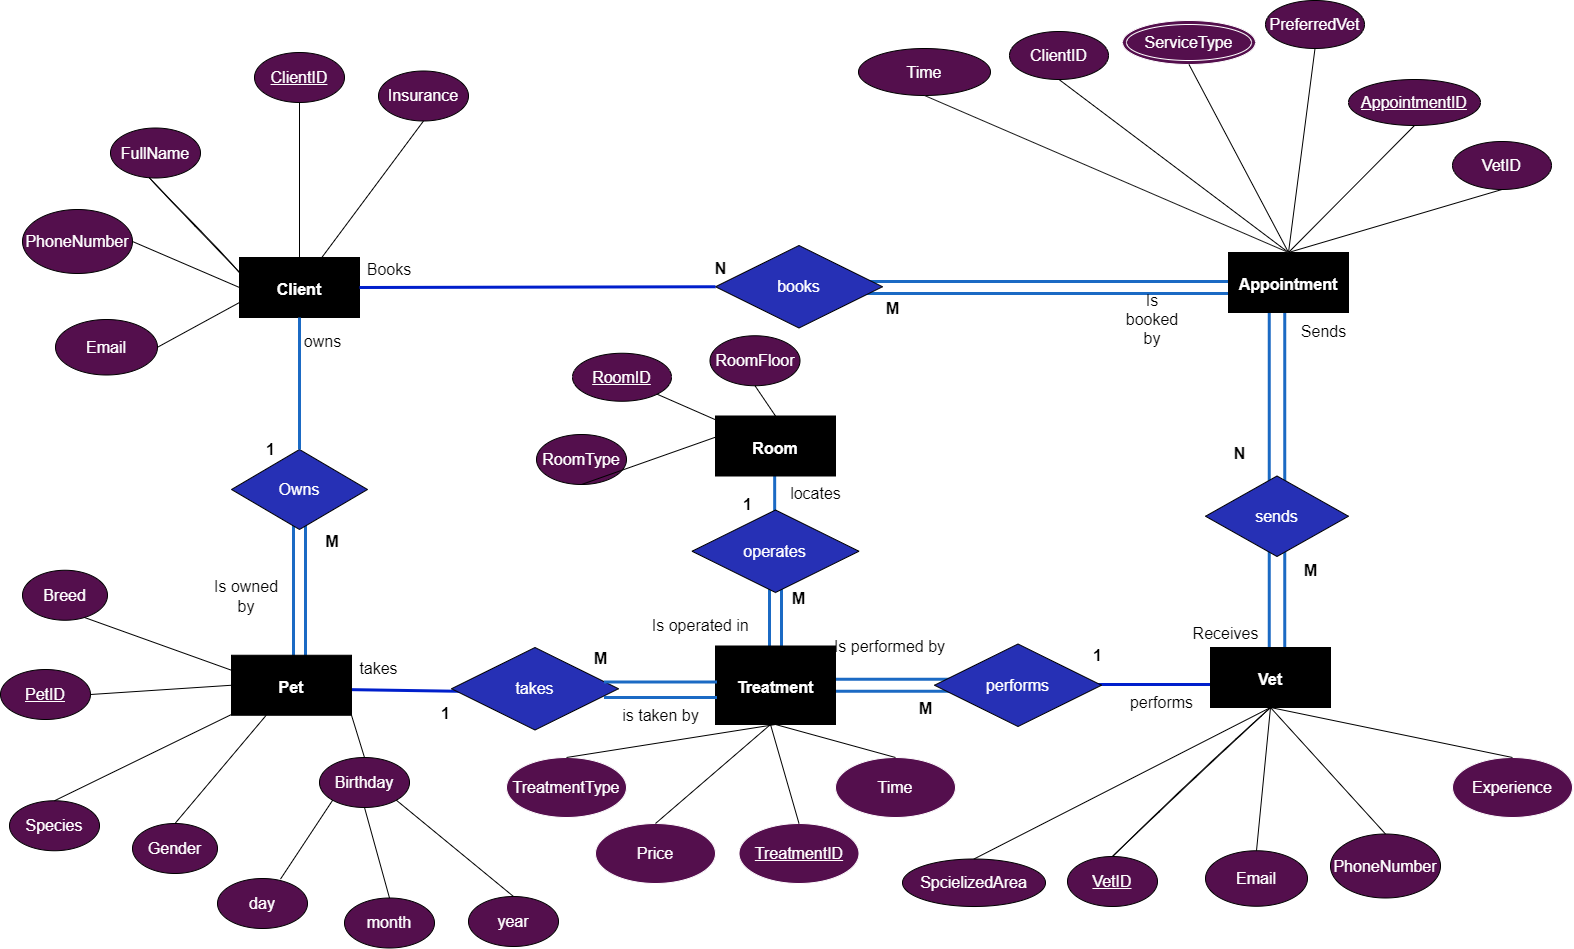 PreferredVet
ServiceType
ClientID
Time
ClientID
Insurance
AppointmentID
FullName
VetID
PhoneNumber
Books
N
books
M
Client
Appointment
Is
booked
by
Sends
owns
Email
RoomFloor
RoomID
Room
RoomType
1
N
Owns
locates
1
sends
M
operates
M
Is owned
by
Breed
M
Is operated in
Receives
Is performed by
takes
M
1
PetID
Pet
takes
Treatment
performs
Vet
1
is taken by
M
performs
Birthday
TreatmentType
Time
Experience
Species
Gender
Price
TreatmentID
SpcielizedArea
VetID
Email
PhoneNumber
day
month
year